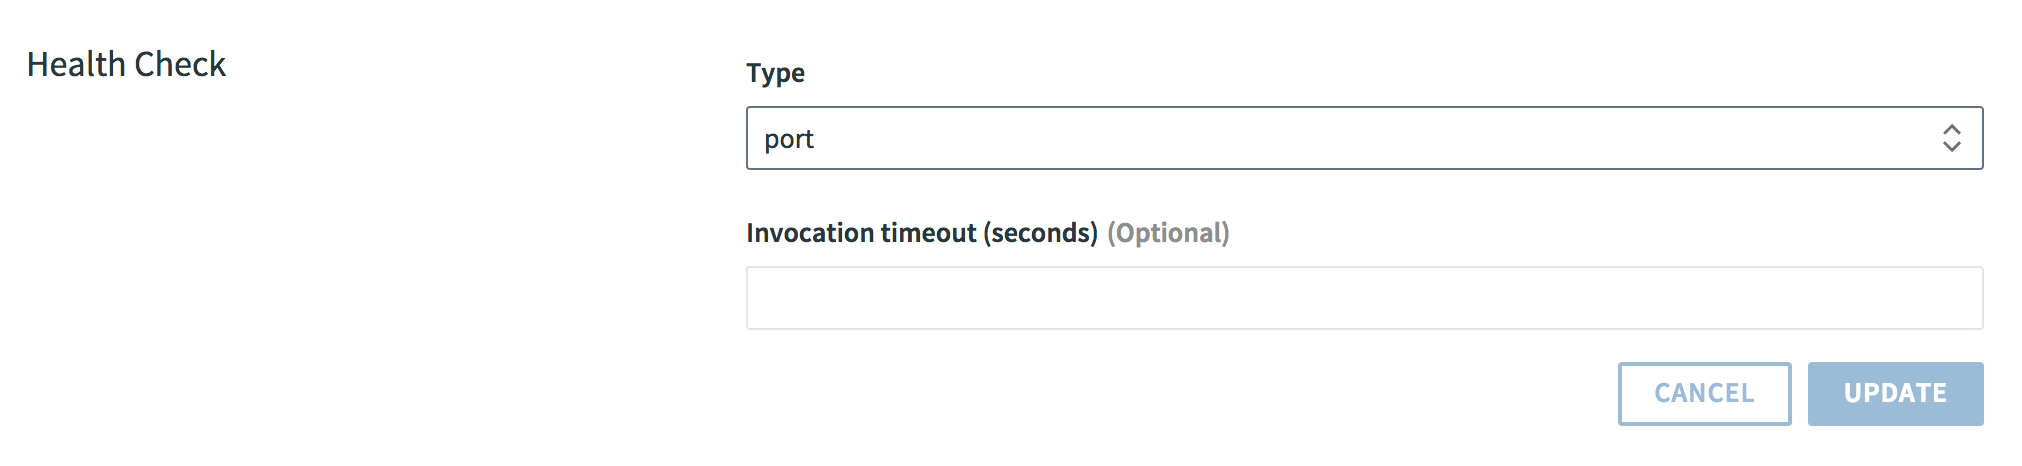 Health Check
Type
port
Invocation timeout (seconds) (Optional)
CANCEL
UPDATE